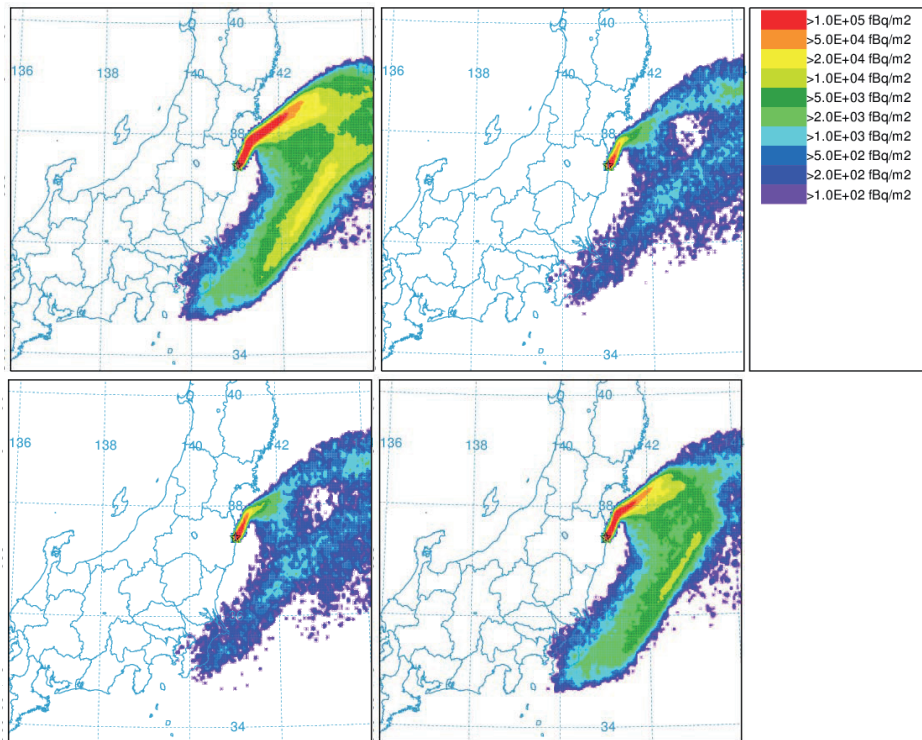 40
136 138 140 142
38
34
40
136 138 140 142
38
34
>1.0E+05 fBq/m2
>5.0E+04 fBq/m2
>2.0E+04 fBq/m2
>1.0E+04 fBq/m2
>5.0E+03 fBq/m2
>2.0E+03 fBq/m2
>1.0E+03 fBq/m2
>5.0E+02 fBq/m2
>2.0E+02 fBq/m2
>1.0E+02 fBq/m2
40
136 138 140 42
38
34
40
136 138 140 142
38
34